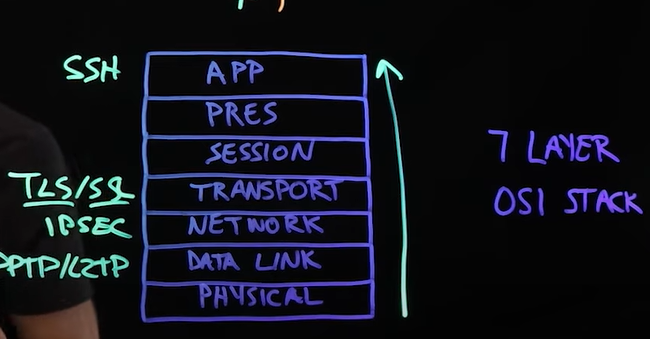 SSH APP
PRES
SESSION
TLS/SSL TRANSPORT
IPSEC NETWORK
PPTP/L2TP DATA LINK
PHYSICAL
7 LAYER
OSI STACK